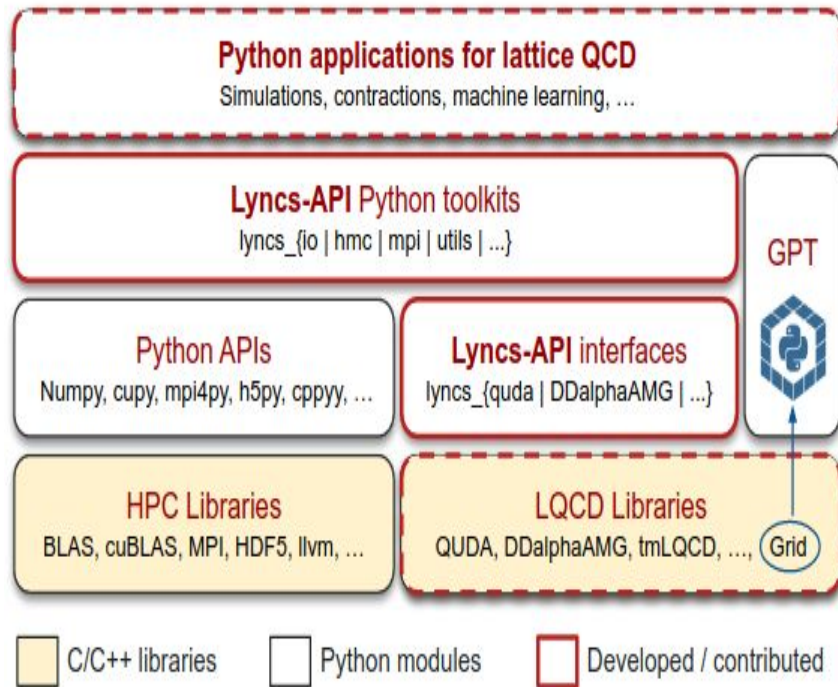 Python applications for lattice QCD
Simulations, contractions, machine learning, ...
Lyncs-API Python toolkits
lyncs_{io | hmc | mpi | utils | ...}
GPT
Python APIs
Numpy, cupy, mpi4py, h5py, cppyy, ...
Lyncs-API interfaces
lyncs_{quda | DDalphaAMG | ...}
HPC Libraries
BLAS, cuBLAS, MPI, HDF5, llvm, ...
LQCD Libraries
QUDA, DDalphaAMG, tmLQCD, ..., Grid
C/C++ libraries
Python modules
Developed / contributed